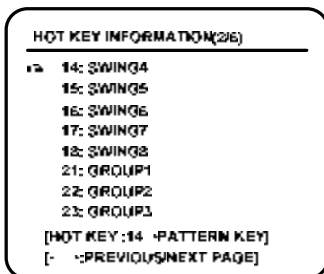 HOT KEY INFORMATION(2/6)
14: SWING4
15: SWING5
16: SWING6
17: SWING7
18: SWING8
21: GROUP1
22: GROUP2
23: GROUP3
[HOT KEY :14 +PATTERN KEY]
:PREVIOUS/NEXT PAGE]